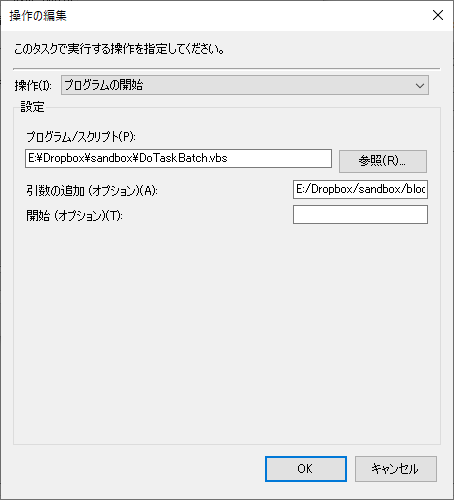 操作の編集
このタスクで実行する操作を指定してください。
操作(I): プログラムの開始
設定
プログラム/スクリプト(P):
E:¥Dropbox¥sandbox¥DoTaskBatch.vbs 参照(R)...
引数の追加 (オプション)(A): E:/Dropbox/sandbox/bloc
開始 (オプション)(T):
OK キャンセル